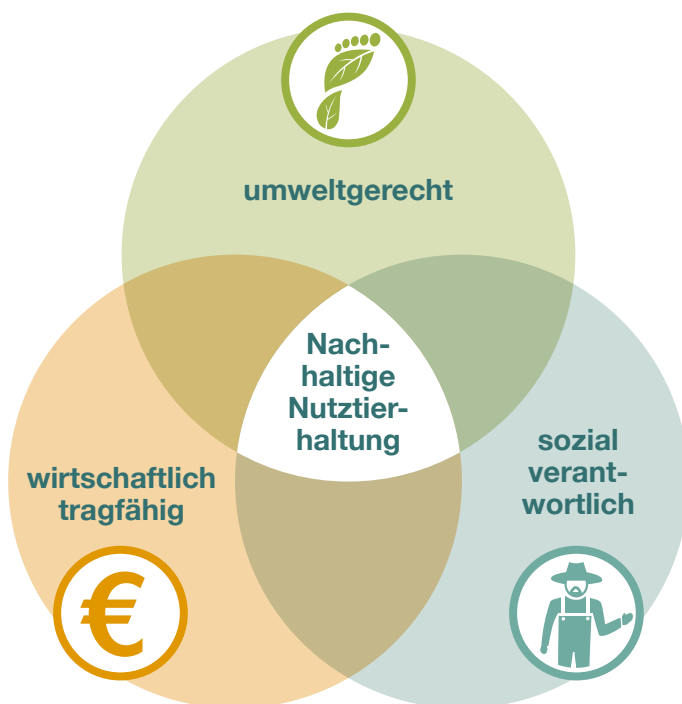 umweltgerecht
Nach-
haltige
Nutztier-
haltung
wirtschaftlich
tragfähig
sozial
verant-
wortlich
€